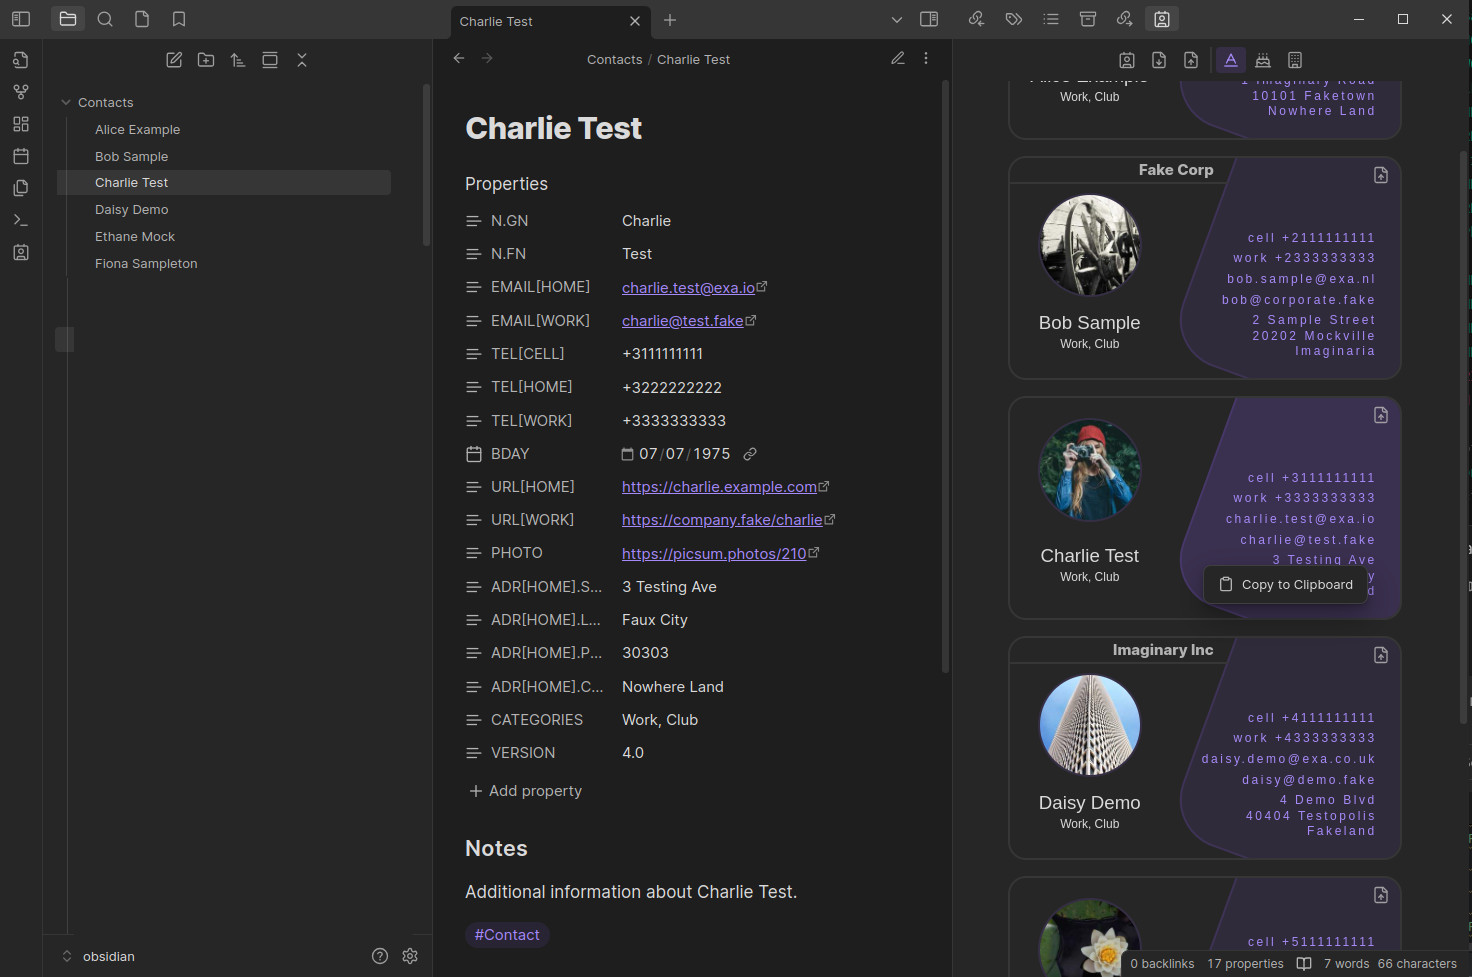 Charlie Test
Contacts
Alice Example
Bob Sample
Charlie Test
Daisy Demo
Ethane Mock
Fiona Sampleton
obsidian
Contacts / Charlie Test
Charlie Test
Properties
N.GN Charlie
N.FN Test
EMAIL[HOME] charlie.test@exa.io
EMAIL[WORK] charlie@test.fake
TEL[CELL] +3111111111
TEL[HOME] +3222222222
TEL[WORK] +3333333333
BDAY 07/07/1975
URL[HOME] https://charlie.example.com
URL[WORK] https://company.fake/charlie
PHOTO https://picsum.photos/210
ADR[HOME].S... 3 Testing Ave
ADR[HOME].L... Faux City
ADR[HOME].P... 30303
ADR[HOME].C... Nowhere Land
CATEGORIES Work, Club
VERSION 4.0
Add property
Notes
Additional information about Charlie Test.
#Contact
Alice Example
Work, Club
1 Imaginary Road
10101 Faketown
Nowhere Land
Fake Corp
Bob Sample
Work, Club
cell +2111111111
work +2333333333
bob.sample@exa.nl
bob@corporate.fake
2 Sample Street
20202 Mockville
Imaginaria
Charlie Test
Work, Club
cell +3111111111
work +3333333333
charlie.test@exa.io
charlie@test.fake
3 Testing Ave
y
d
Copy to Clipboard
Imaginary Inc
Daisy Demo
Work, Club
cell +4111111111
work +4333333333
daisy.demo@exa.co.uk
daisy@demo.fake
4 Demo Blvd
40404 Testopolis
Fakeland
cell +5111111111
0 backlinks 17 properties 7 words 66 characters